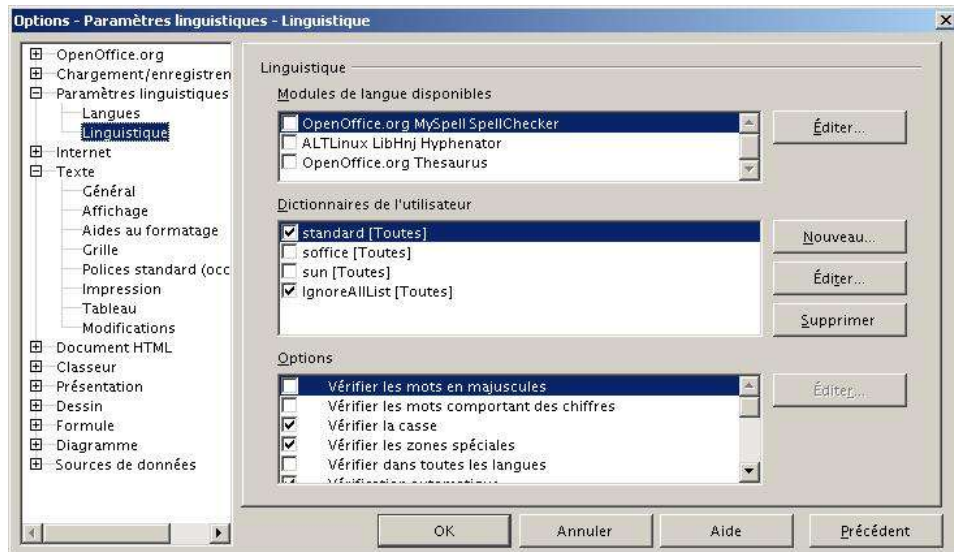 Options - Paramètres linguistiques - Linguistique
OpenOffice.org
Chargement/enregistren
Paramètres linguistiques
Langues
Linguistique
Internet
Texte
Général
Affichage
Aides au formatage
Grille
Polices standard (occ
Impression
Tableau
Modifications
Document HTML
Classeur
Présentation
Dessin
Formule
Diagramme
Sources de données
Linguistique
Modules de langue disponibles
OpenOffice.org MySpell SpellChecker
ALTLinux LibHnj Hyphenator
OpenOffice.org Thesaurus
Éditer...
Dictionnaires de l'utilisateur
standard [Toutes]
soffice [Toutes]
sun [Toutes]
IgnoreAllList [Toutes]
Nouveau...
Éditer...
Supprimer
Options
Vérifier les mots en majuscules
Vérifier les mots comportant des chiffres
Vérifier la casse
Vérifier les zones spéciales
Vérifier dans toutes les langues
Vérification automatique
Éditer...
OK
Annuler
Aide
Précédent